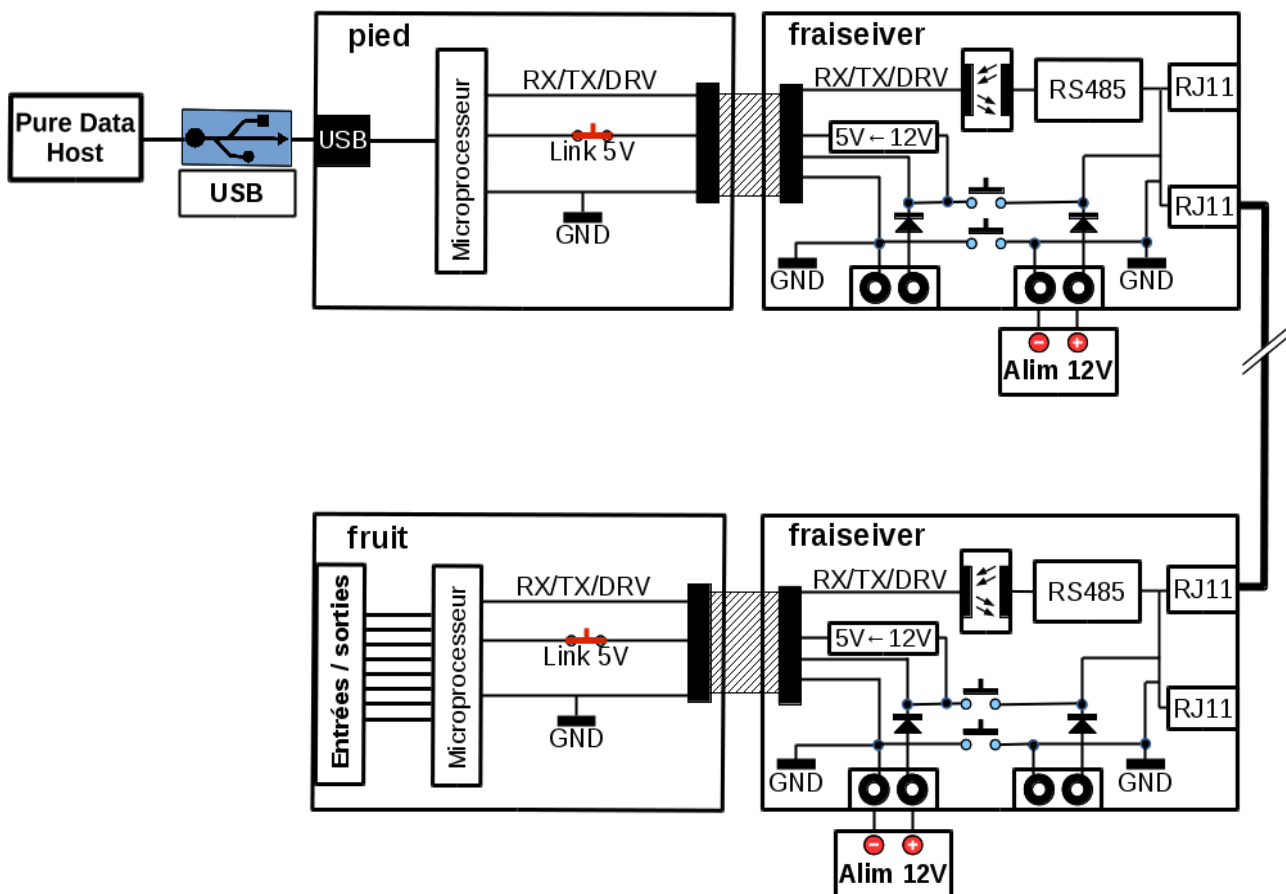 pied
fraiseiver
Pure Data
Host
USB
USB
Microprocesseur
RX/TX/DRV
Link 5V
GND
RX/TX/DRV
RS485
RJ11
5V←12V
RJ11
GND
GND
Alim 12V
fruit
fraiseiver
Entrées / sorties
Microprocesseur
RX/TX/DRV
Link 5V
GND
RX/TX/DRV
RS485
RJ11
5V←12V
RJ11
GND
GND
Alim 12V